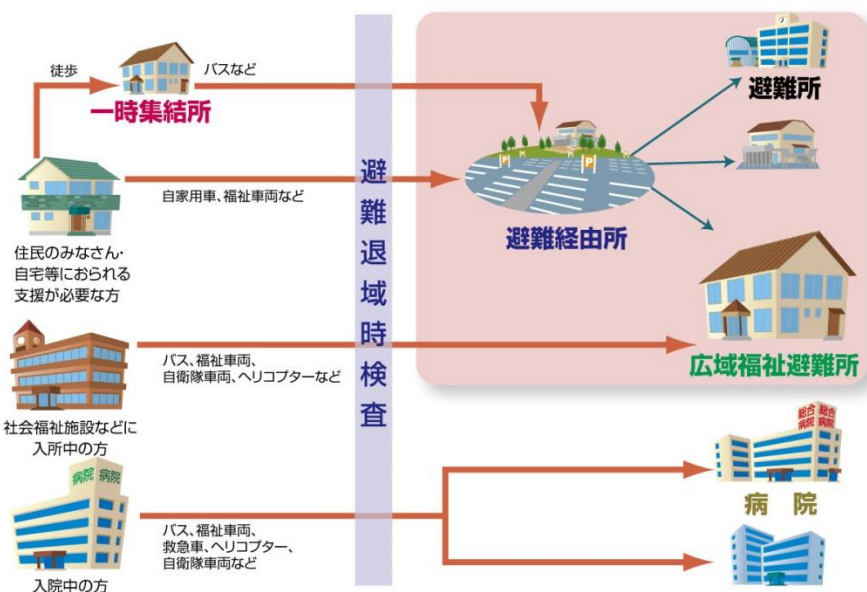 徒歩
バスなど
一時集結所
避難所
自家用車、福祉車両など
P
P
P
避難経由所
住民のみなさん・
自宅等におられる
支援が必要な方
避難退域時検査
バス、福祉車両、
自衛隊車両、ヘリコプターなど
広域福祉避難所
社会福祉施設などに
入所中の方
総合
病院
総合
病院
病院
病院
病院
バス、福祉車両、
救急車、ヘリコプター、
自衛隊車両など
入院中の方